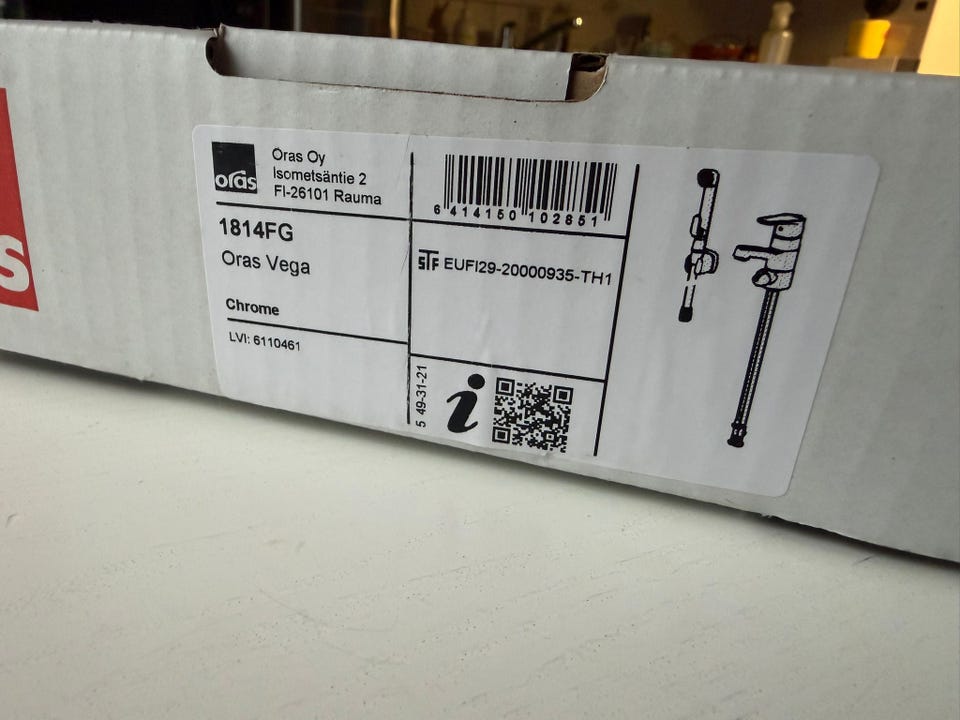 s
oras
Oras Oy
Isometsäntie 2
FI-26101 Rauma
1814FG
Oras Vega
Chrome
LVI: 6110461
6 414150 102851
STF EUFI29-20000935-TH1
5 49-31-21
i